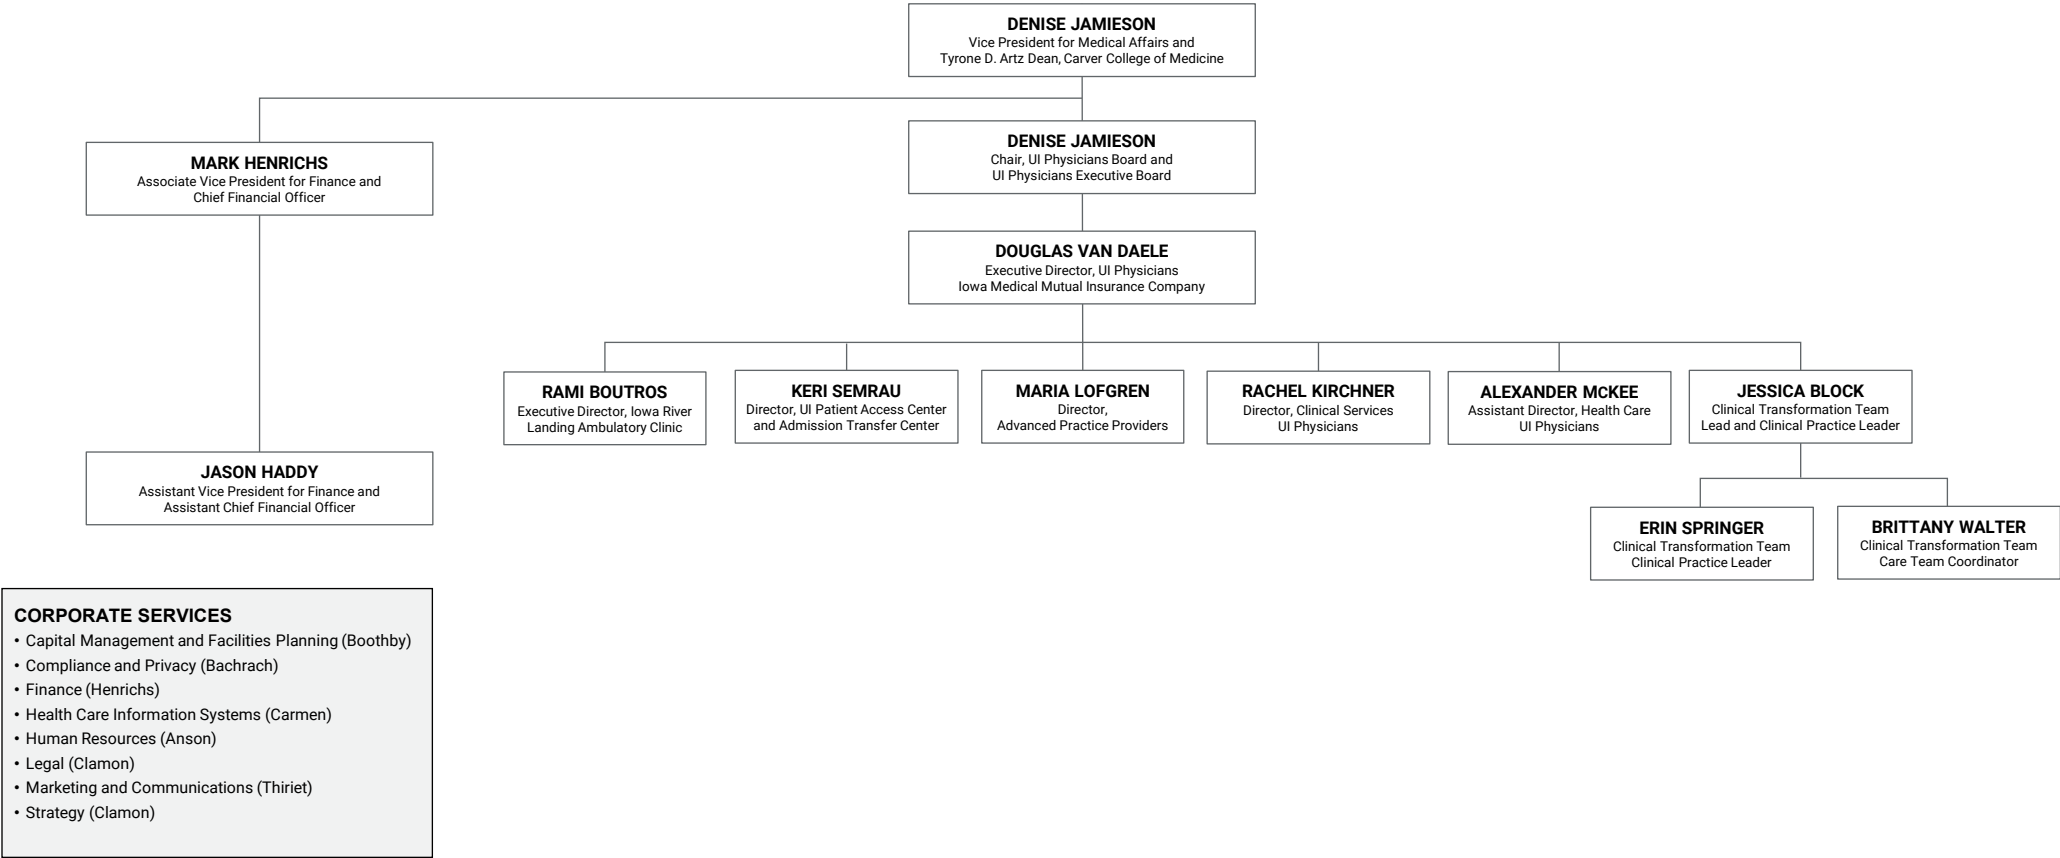 DENISE JAMIESON
Vice President for Medical Affairs and
Tyrone D. Artz Dean, Carver College of Medicine
MARK HENRICHS
Associate Vice President for Finance and
Chief Financial Officer
DENISE JAMIESON
Chair, UI Physicians Board and
UI Physicians Executive Board
DOUGLAS VAN DAELE
Executive Director, UI Physicians
Iowa Medical Mutual Insurance Company
RAMI BOUTROS
Executive Director, Iowa River
Landing Ambulatory Clinic
KERI SEMRAU
Director, UI Patient Access Center
and Admission Transfer Center
MARIA LOFGREN
Director,
Advanced Practice Providers
RACHEL KIRCHNER
Director, Clinical Services
UI Physicians
ALEXANDER McKEE
Assistant Director, Health Care
UI Physicians
JESSICA BLOCK
Clinical Transformation Team
Lead and Clinical Practice Leader
JASON HADDY
Assistant Vice President for Finance and
Assistant Chief Financial Officer
ERIN SPRINGER
Clinical Transformation Team
Clinical Practice Leader
BRITTANY WALTER
Clinical Transformation Team
Care Team Coordinator
CORPORATE SERVICES
• Capital Management and Facilities Planning (Boothby)
• Compliance and Privacy (Bachrach)
• Finance (Henrichs)
• Health Care Information Systems (Carmen)
• Human Resources (Anson)
• Legal (Clamon)
• Marketing and Communications (Thiriet)
• Strategy (Clamon)